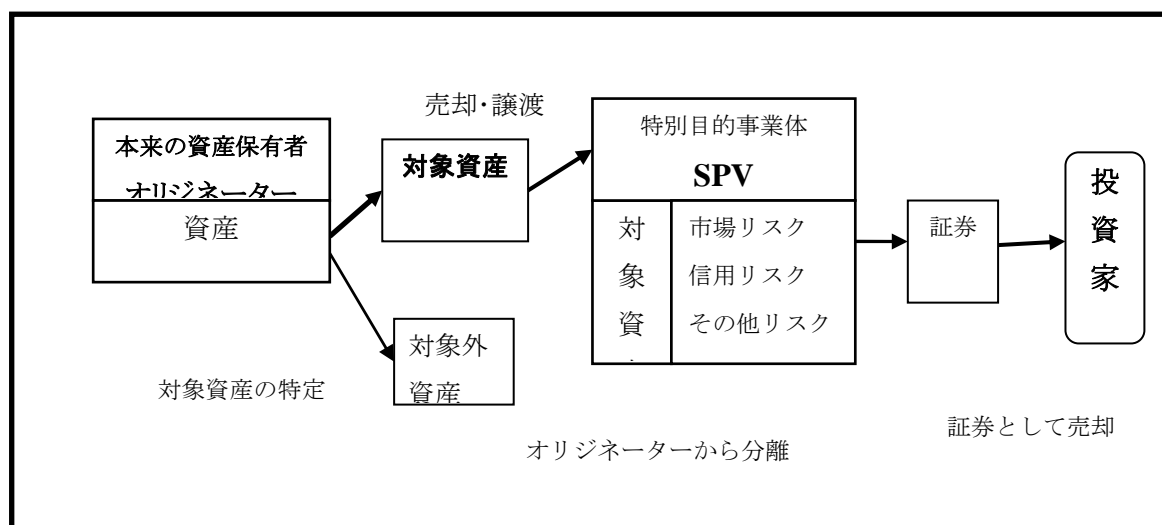 本来の資産保有者
オリジネーター
資産
売却・譲渡
対象資産
対象外
資産
対象資産の特定
特別目的事業体
SPV
対
象
資
市場リスク
信用リスク
その他リスク
オリジネーターから分離
証券
証券として売却
投
資
家